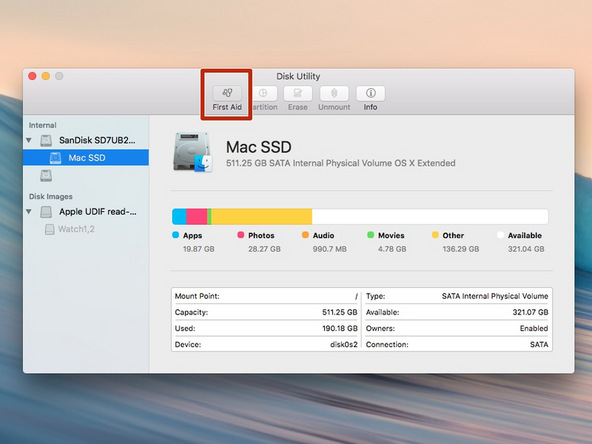 Disk Utility
First Aid Partition Erase Unmount Info
Internal
SanDisk SD7UB2...
Mac SSD
Disk Images
Apple UDIF read-...
Watch1,2
Mac SSD
511.25 GB SATA Internal Physical Volume OS X Extended
Apps Photos Audio Movies Other Available
19.87 GB 28.27 GB 990.7 MB 4.78 GB 136.29 GB 321.04 GB
Mount Point: / Type: SATA Internal Physical Volume
Capacity: 511.25 GB Available: 321.07 GB
Used: 190.18 GB Owners: Enabled
Device: disk0s2 Connection: SATA